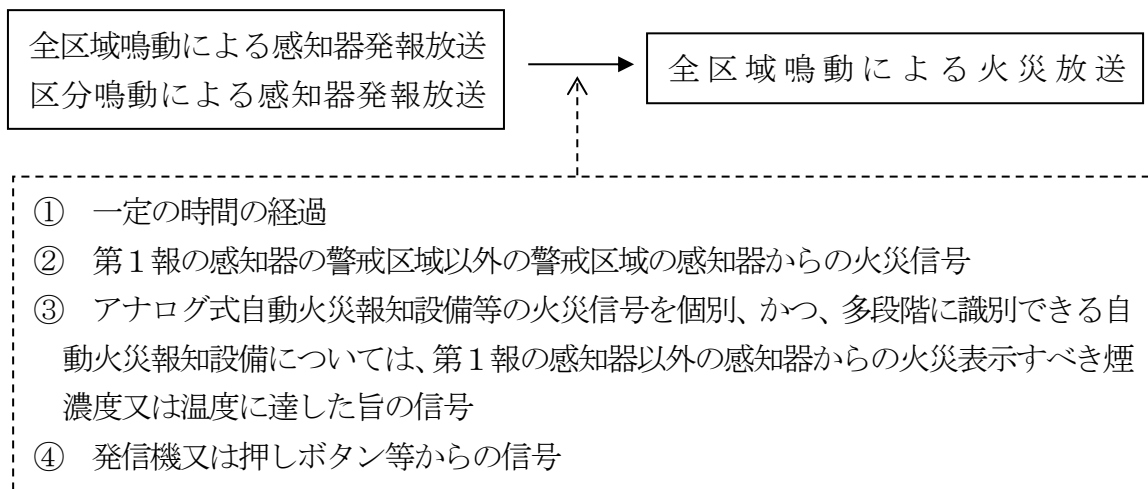 全区域鳴動による感知器発報放送
区分鳴動による感知器発報放送
全区域鳴動による火災放送
① 一定の時間の経過
② 第1報の感知器の警戒区域以外の警戒区域の感知器からの火災信号
③ アナログ式自動火災報知設備等の火災信号を個別、かつ、多段階に識別できる自
動火災報知設備については、第1報の感知器以外の感知器からの火災表示すべき煙
濃度又は温度に達した旨の信号
④ 発信機又は押しボタン等からの信号